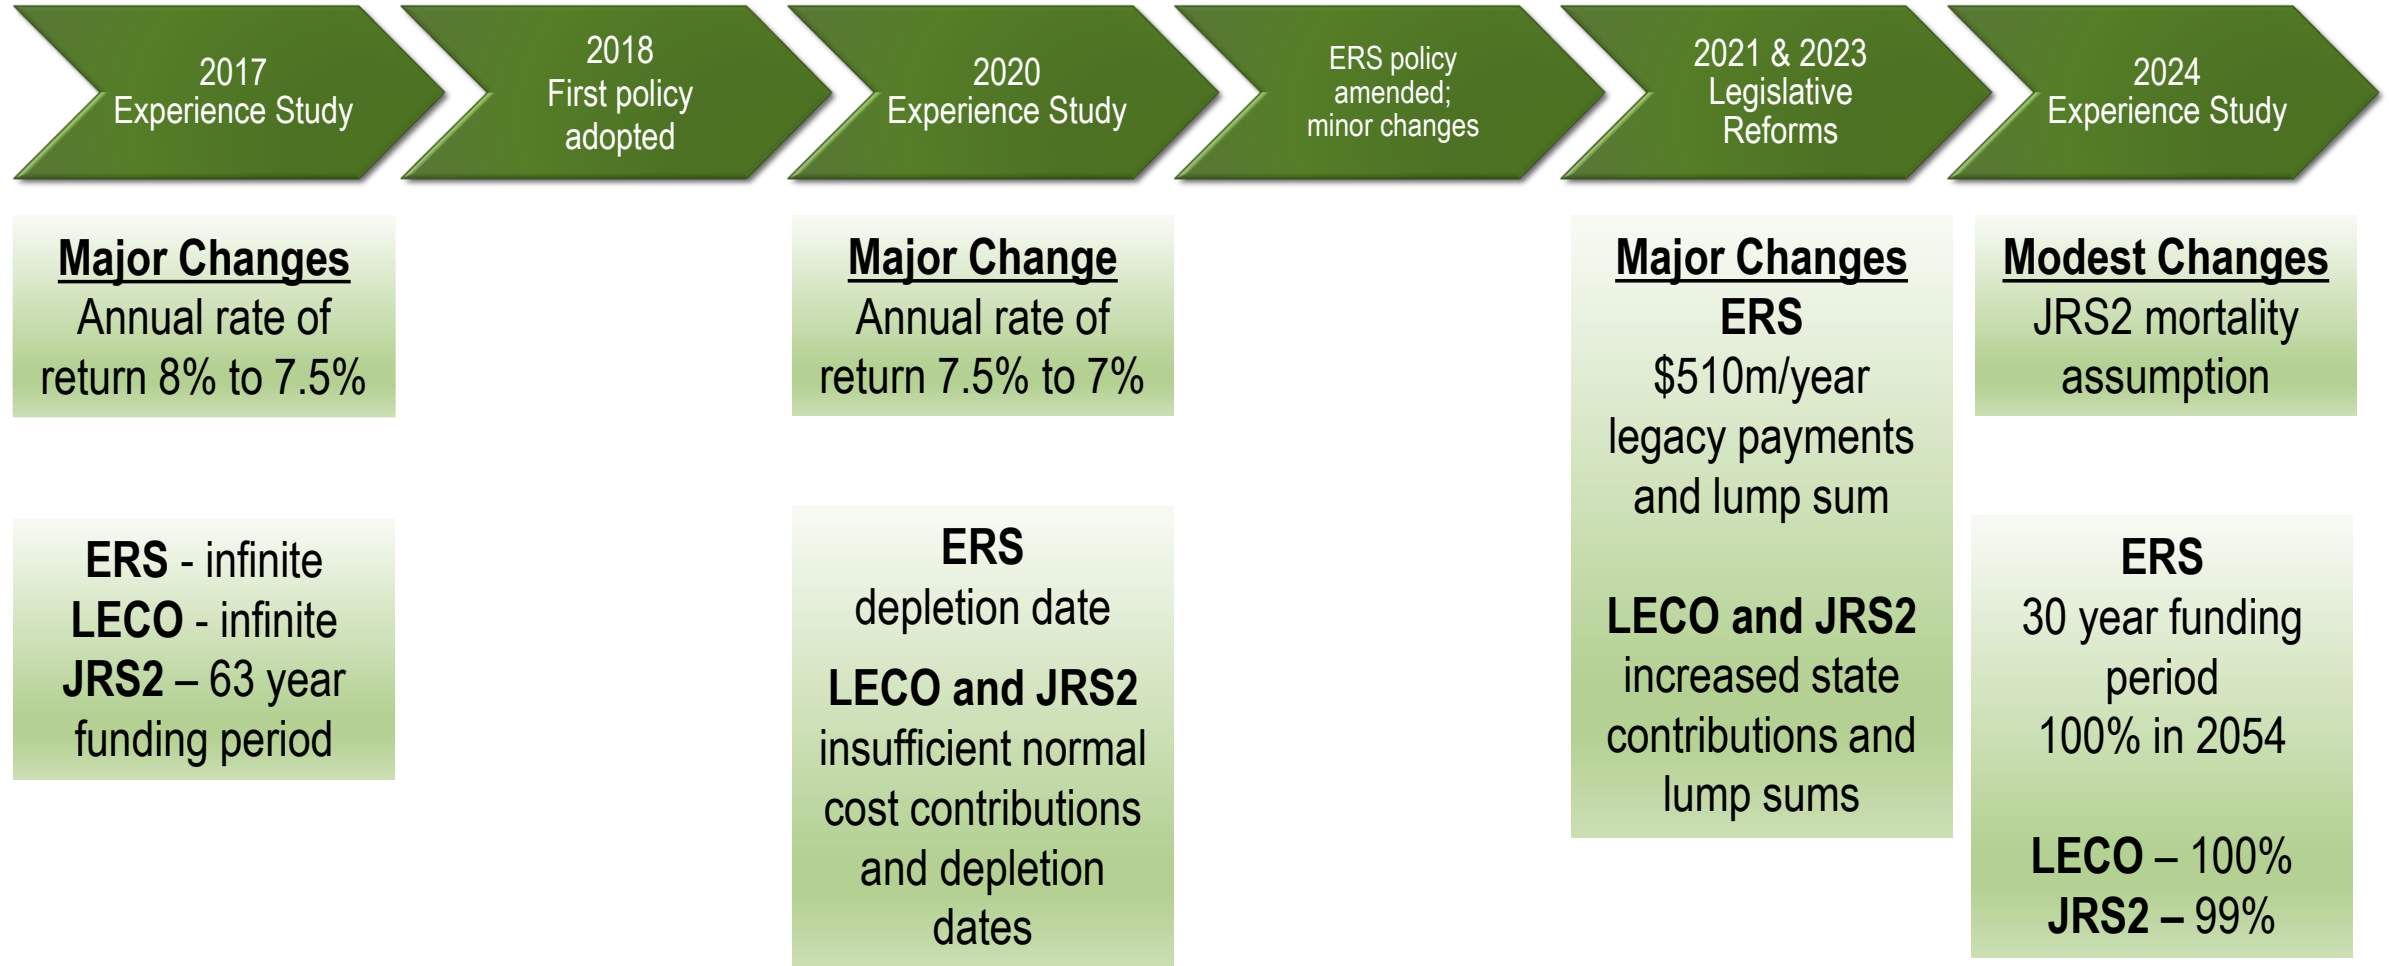 2017
Experience Study
2018
First policy
adopted
2020
Experience Study
ERS policy
amended;
minor changes
2021 & 2023
Legislative
Reforms
2024
Experience Study
Major Changes
Annual rate of
return 8% to 7.5%
ERS - infinite
LECO - infinite
JRS2 – 63 year
funding period
Major Change
Annual rate of
return 7.5% to 7%
ERS
depletion date
LECO and JRS2
insufficient normal
cost contributions
and depletion
dates
Major Changes
ERS
$510m/year
legacy payments
and lump sum
LECO and JRS2
increased state
contributions and
lump sums
Modest Changes
JRS2 mortality
assumption
ERS
30 year funding
period
100% in 2054
LECO – 100%
JRS2 – 99%